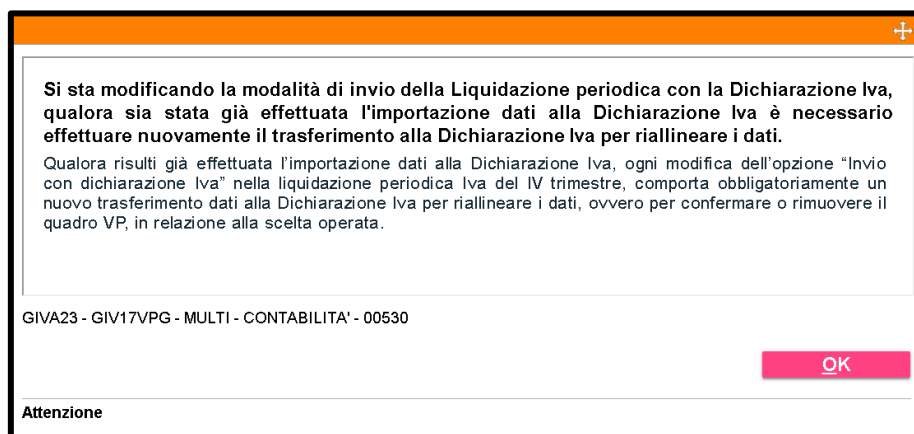 Si sta modificando la modalità di invio della Liquidazione periodica con la Dichiarazione Iva,
qualora sia stata già effettuata l'importazione dati alla Dichiarazione Iva è necessario
effettuare nuovamente il trasferimento alla Dichiarazione Iva per riallineare i dati.
Qualora risulti già effettuata l’importazione dati alla Dichiarazione Iva, ogni modifica dell’opzione “Invio
con dichiarazione Iva” nella liquidazione periodica Iva del IV trimestre, comporta obbligatoriamente un
nuovo trasferimento dati alla Dichiarazione Iva per riallineare i dati, ovvero per confermare o rimuovere il
quadro VP, in relazione alla scelta operata.
GIVA23 - GIV17VPG - MULTI - CONTABILITA' - 00530
OK
Attenzione